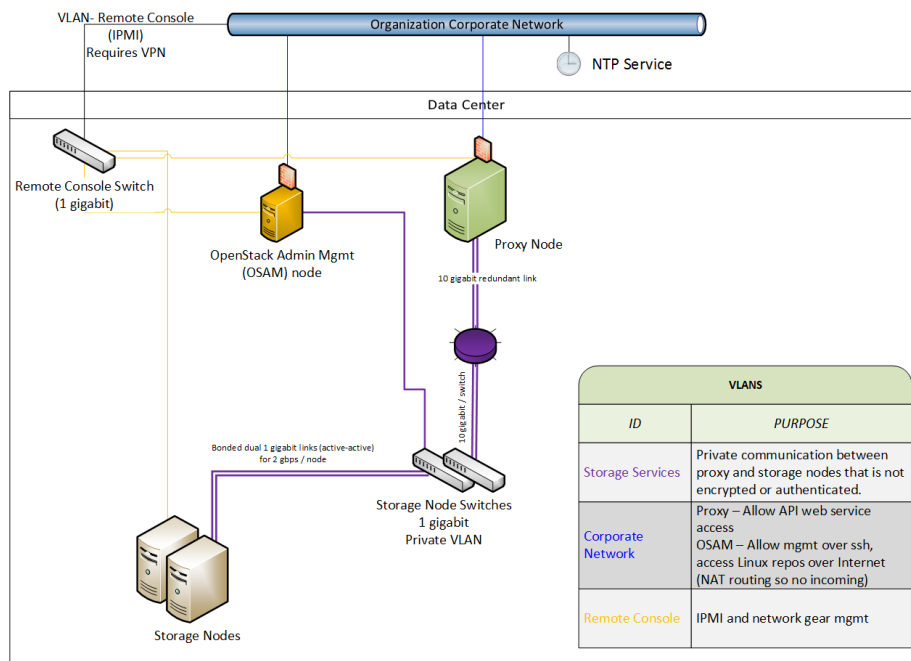 VLAN- Remote Console
(IPMI)
Requires VPN
Organization Corporate Network
NTP Service
Data Center
Remote Console Switch
(1 gigabit)
OpenStack Admin Mgmt
(OSAM) node
Proxy Node
10 gigabit redundant link
10 gigabit / switch
Bonded dual 1 gigabit links (active-active)
for 2 gbps / node
Storage Node Switches
1 gigabit
Private VLAN
Storage Nodes
VLANS
ID PURPOSE
Storage Services
Private communication between
proxy and storage nodes that is not
encrypted or authenticated.
Corporate
Network
Proxy – Allow API web service
access
OSAM – Allow mgmt over ssh,
access Linux repos over Internet
(NAT routing so no incoming)
Remote Console
IPMI and network gear mgmt